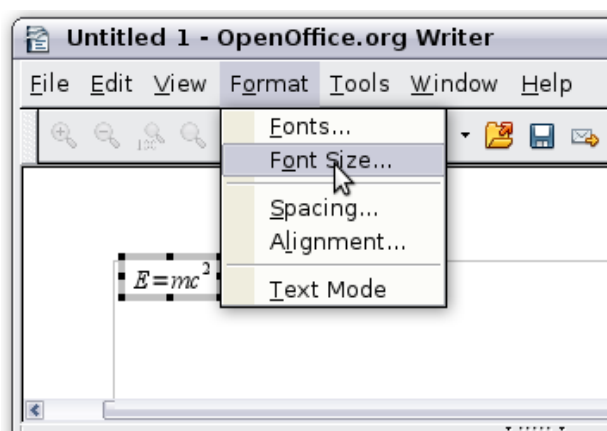 Untitled 1 - OpenOffice.org Writer
File Edit View Format Tools Window Help
100
Fonts...
Font Size...
Spacing...
Alignment...
E=mc²
Text Mode